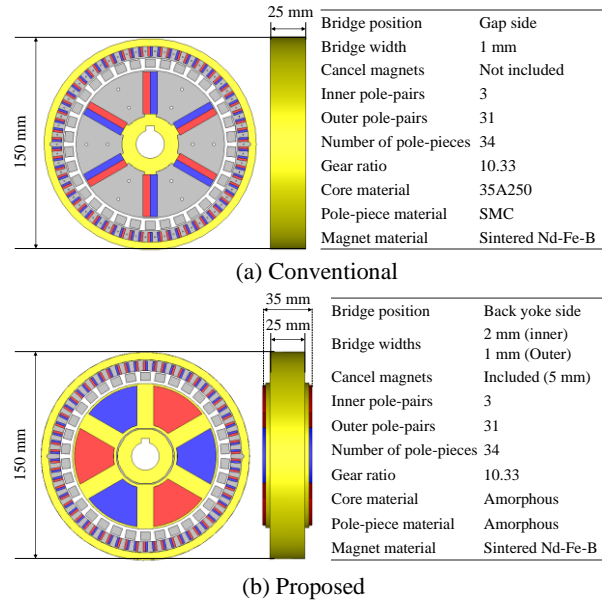 25 mm
150 mm
Bridge position Gap side
Bridge width 1 mm
Cancel magnets Not included
Inner pole-pairs 3
Outer pole-pairs 31
Number of pole-pieces 34
Gear ratio 10.33
Core material 35A250
Pole-piece material SMC
Magnet material Sintered Nd-Fe-B
(a) Conventional
35 mm
25 mm
150 mm
Bridge position Back yoke side
Bridge widths 2 mm (inner)
1 mm (Outer)
Cancel magnets Included (5 mm)
Inner pole-pairs 3
Outer pole-pairs 31
Number of pole-pieces 34
Gear ratio 10.33
Core material Amorphous
Pole-piece material Amorphous
Magnet material Sintered Nd-Fe-B
(b) Proposed